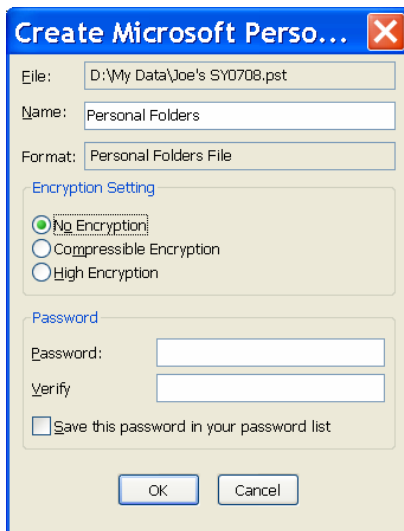 Create Microsoft Perso...
File: D:\My Data\Joe's SY0708.pst
Name: Personal Folders
Format: Personal Folders File
Encryption Setting
No Encryption
Compressible Encryption
High Encryption
Password
Password:
Verify
Save this password in your password list
OK Cancel